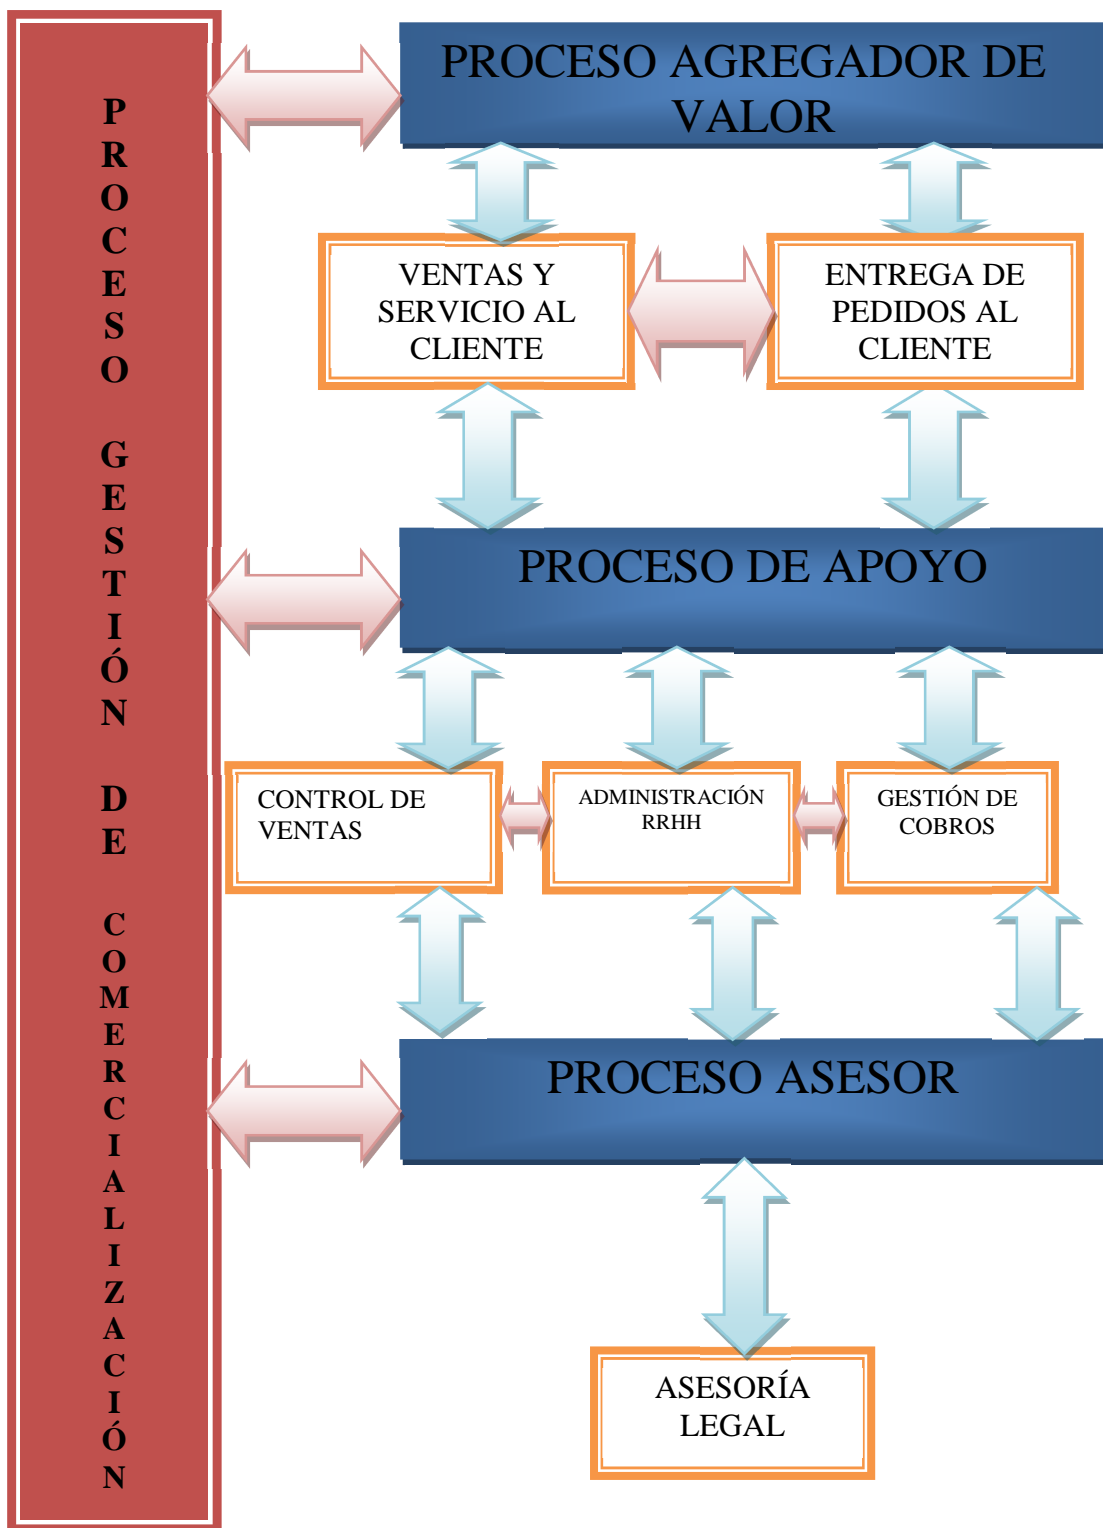 PROCESO GESTIÓN DE COMERCIALIZACIÓN
PROCESO AGREGADOR DE
VALOR
VENTAS Y
SERVICIO AL
CLIENTE
ENTREGA DE
PEDIDOS AL
CLIENTE
PROCESO DE APOYO
CONTROL DE
VENTAS
ADMINISTRACIÓN
RRHH
GESTIÓN DE
COBROS
PROCESO ASESOR
ASESORÍA
LEGAL